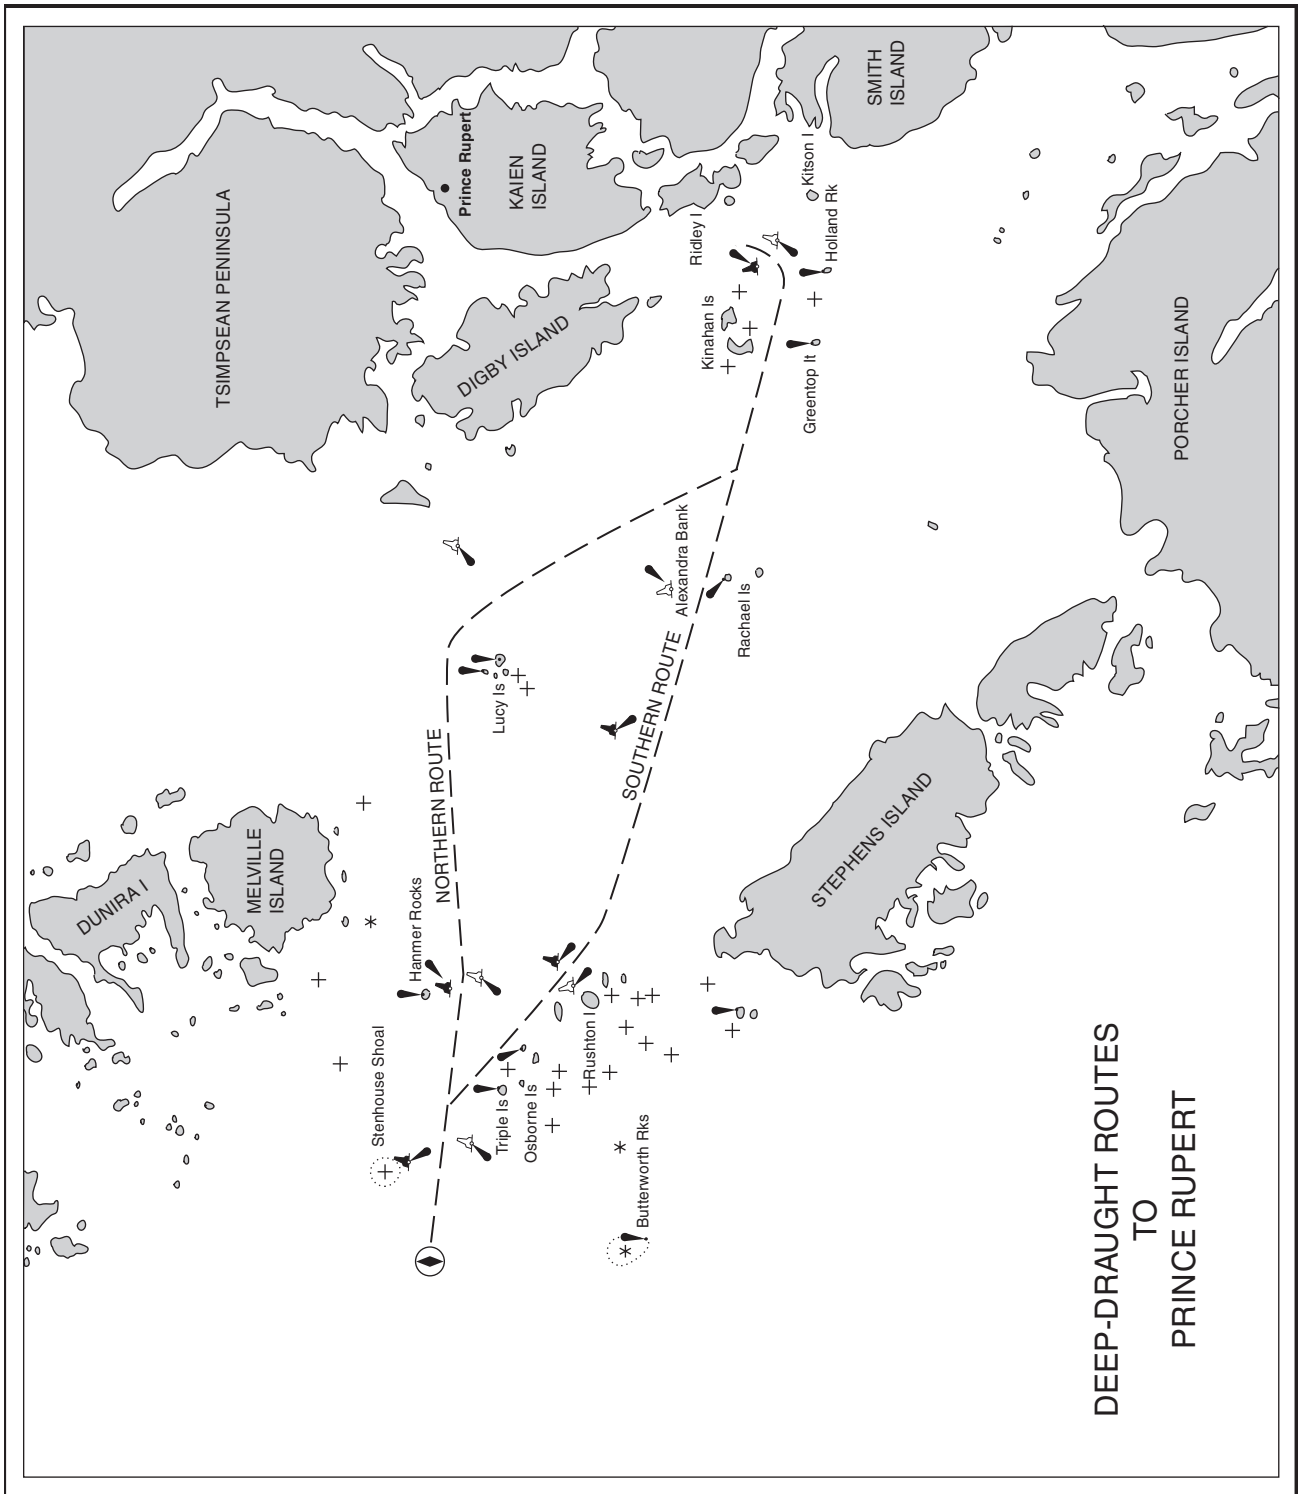 TSIMPSEAN PENINSULA
Prince Rupert
KAIEN
ISLAND
SMITH
ISLAND
DIGBY ISLAND
Ridley I
Kitson I
Holland Rk
Kinahan Is
Greentop It
PORCHER ISLAND
Alexandra Bank
Rachael Is
Lucy Is
NORTHERN ROUTE
SOUTHERN ROUTE
DUNIRA I
MELVILLE
ISLAND
Hanmer Rocks
STEPHENS ISLAND
Stenhouse Shoal
Triple Is
Osborne Is
Rushton I
Butterworth Rks
DEEP-DRAUGHT ROUTES
TO
PRINCE RUPERT